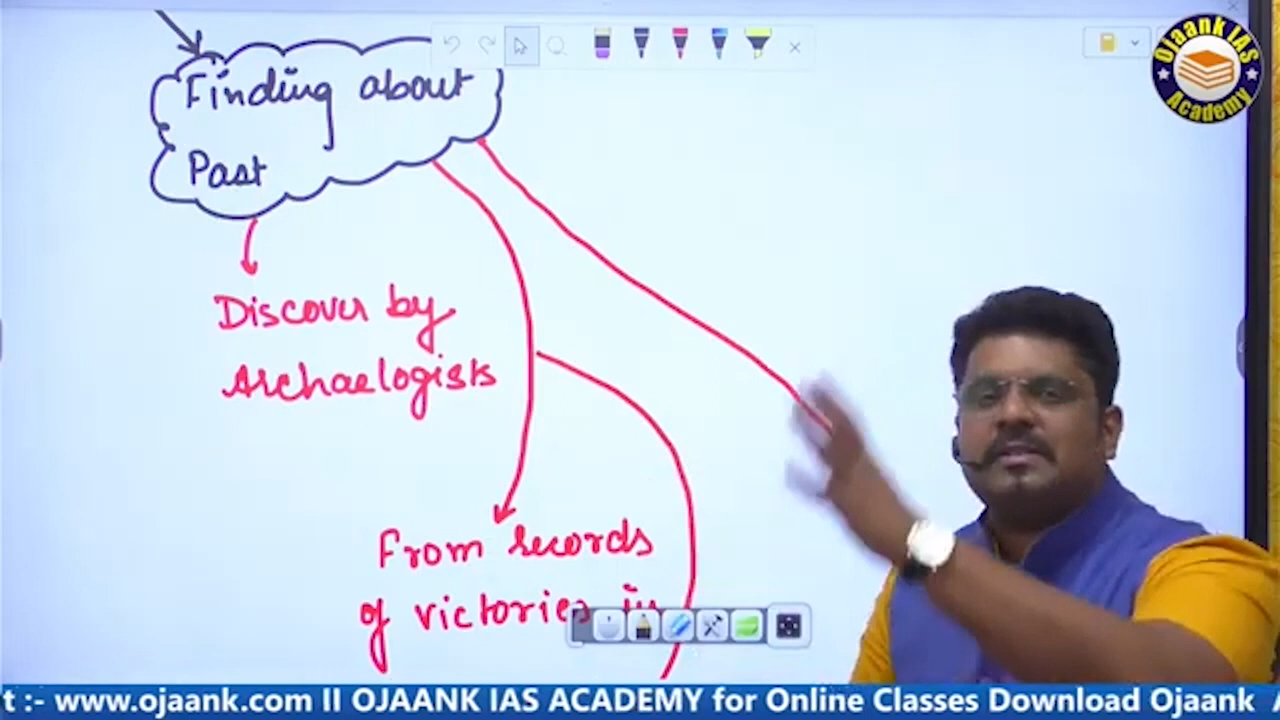 Finding about
Past
Discover by
Archaelogists
From records
of victories in
Ojaank IAS
Academy
t :- www.ojaank.com II OJAANK IAS ACADEMY for Online Classes Download Ojaank A